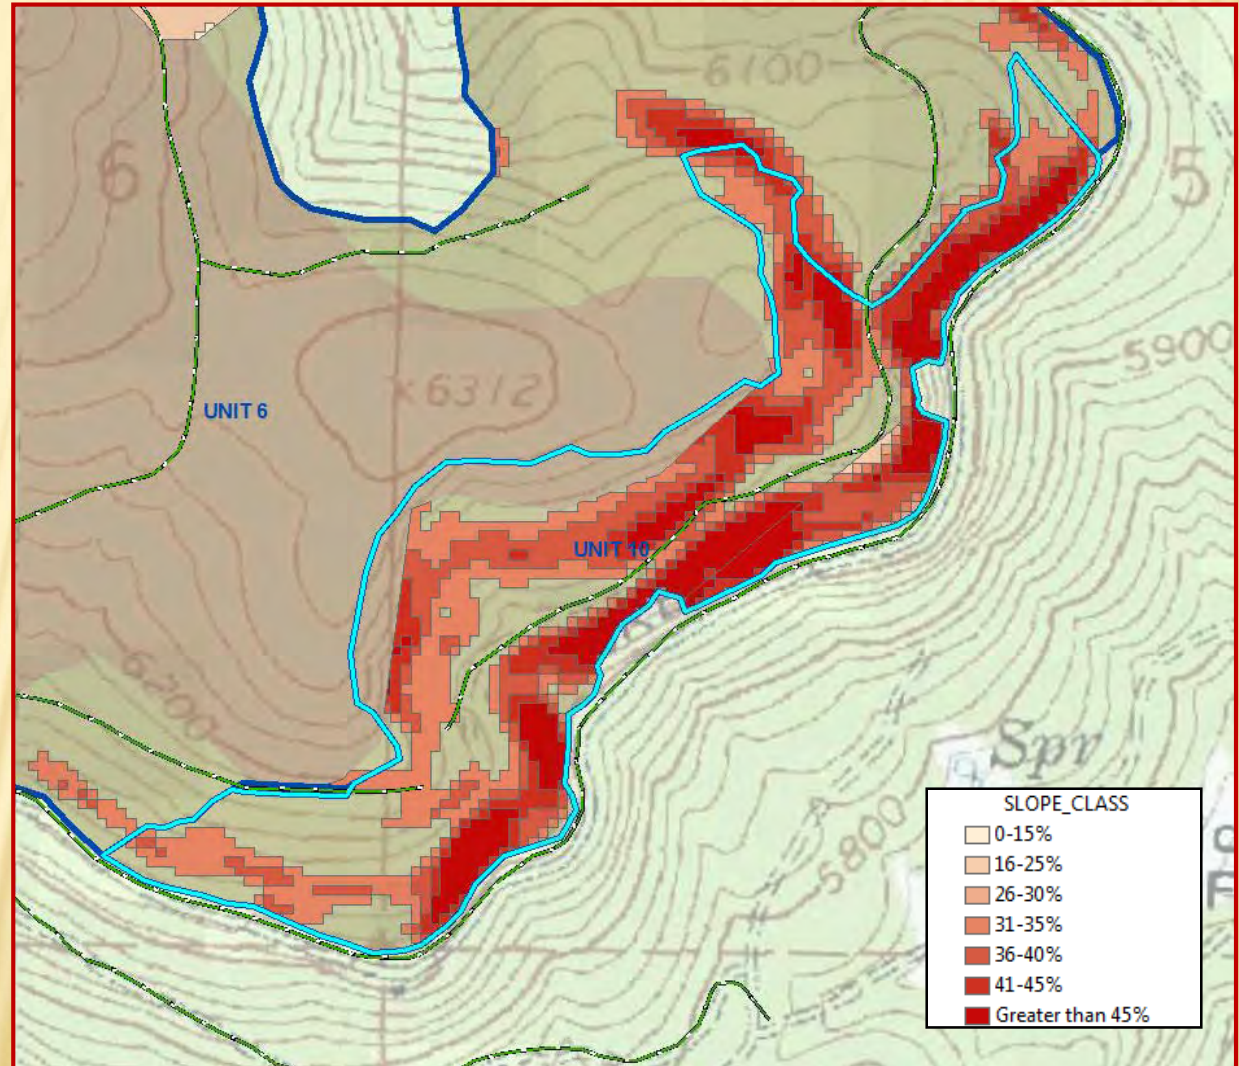 6100
6
5
5900
× 6312
UNIT 6
UNIT 10
6200
Spr
5800
SLOPE_CLASS
0-15%
16-25%
26-30%
31-35%
36-40%
41-45%
Greater than 45%